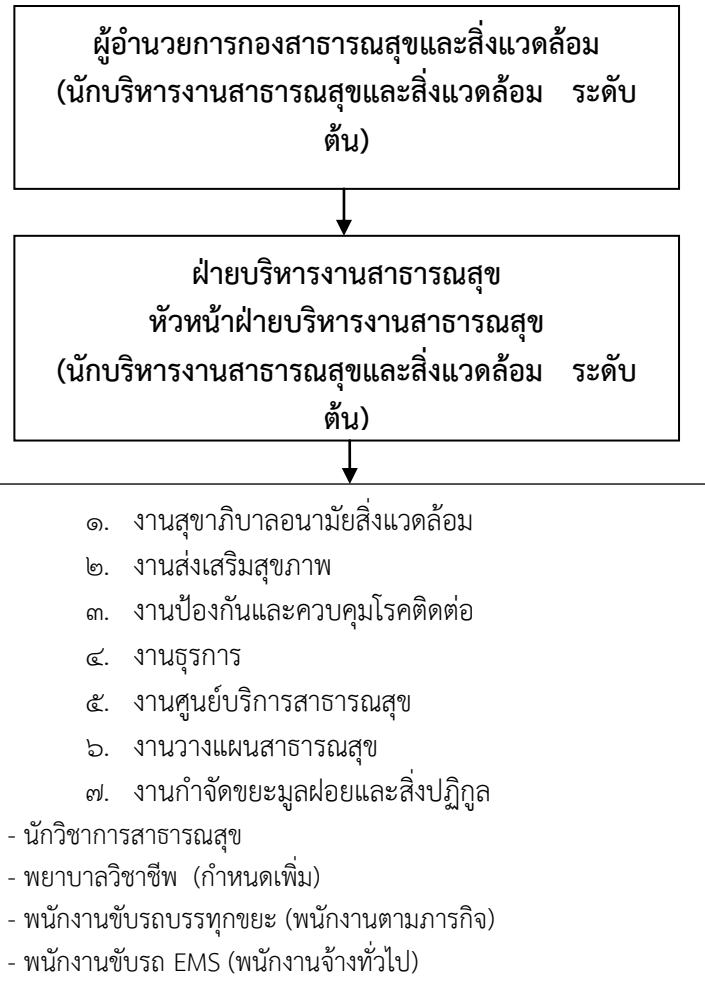 ผู้อำนวยการกองสาธารณสุขและสิ่งแวดล้อม
(นักบริหารงานสาธารณสุขและสิ่งแวดล้อม ระดับ
ต้น)
ฝ่ายบริหารงานสาธารณสุข
หัวหน้าฝ่ายบริหารงานสาธารณสุข
(นักบริหารงานสาธารณสุขและสิ่งแวดล้อม ระดับ
ต้น)
๑. งานสุขาภิบาลอนามัยสิ่งแวดล้อม
๒. งานส่งเสริมสุขภาพ
๓. งานป้องกันและควบคุมโรคติดต่อ
๔. งานธุรการ
๕. งานศูนย์บริการสาธารณสุข
๖. งานวางแผนสาธารณสุข
๗. งานกำจัดขยะมูลฝอยและสิ่งปฏิกูล
- นักวิชาการสาธารณสุข
- พยาบาลวิชาชีพ (กำหนดเพิ่ม)
- พนักงานขับรถบรรทุกขยะ (พนักงานตามภารกิจ)
- พนักงานขับรถ EMS (พนักงานจ้างทั่วไป)